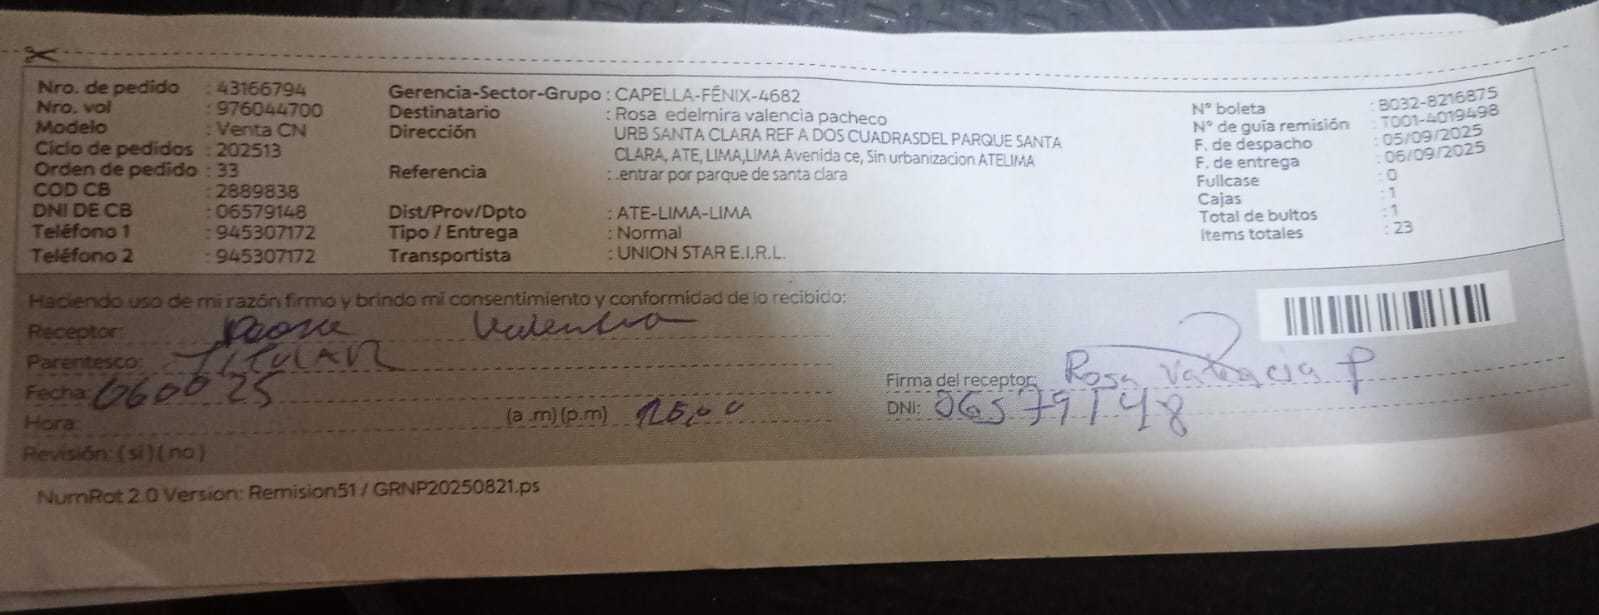 Nro. de pedido : 43166794
Nro. vol : 976044700
Modelo : Venta CN
Ciclo de pedidos : 202513
Orden de pedido : 33
COD CB : 2889838
DNI DE CB : 06579148
Teléfono 1 : 945307172
Teléfono 2 : 945307172
Gerencia-Sector-Grupo : CAPELLA-FÊNIX-4682
Destinatario : Rosa edelmira valencia pacheco
Dirección URB SANTA CLARA REF A DOS CUADRASDEL PARQUE SANTA
CLARA, ATE, LIMA,LIMA Avenida ce, Sin urbanizacion ATELIMA
Referencia : .entrar por parque de santa clara
Dist/Prov/Dpto : ATE-LIMA-LIMA
Tipo / Entrega : Normal
Transportista : UNION STAR E.I.R.L.
N° boleta : B032-8216875
N° de guía remisión : T001-4019498
F. de despacho : 05/09/2025
F. de entrega : 06/09/2025
Fullcase : 0
Cajas : 1
Total de bultos : 1
Items totales : 23
Haciendo uso de mi razón firmo y brindo mi consentimiento y conformidad de lo recibido:
Receptor: Valencia
Parentesco: TITULAR
Fecha:
Hora: (a .m) (p.m)
Revisión: ( si ) ( no )
Firma del receptor: Rosa Valencia P
DNI: 06579148
NumRot 2.0 Version: Remision51 / GRNP20250821.ps